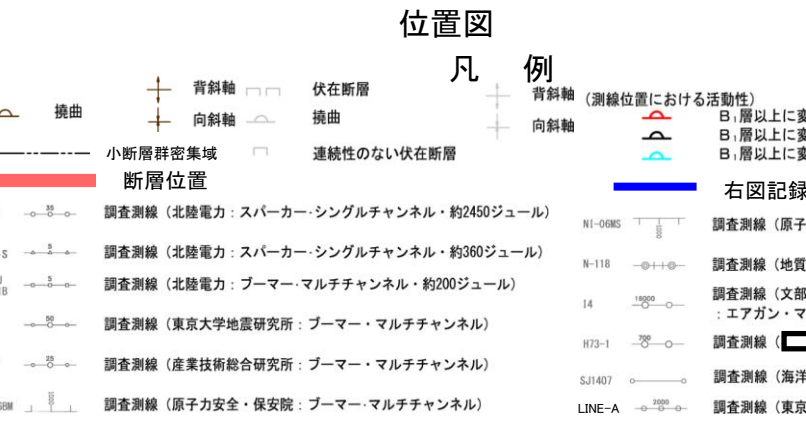 位置図
凡 例
撓曲
背斜軸
向斜軸
伏在断層
撓曲
連続性のない伏在断層
背斜軸
向斜軸
小断層群密集域
断層位置
35
調査測線（北陸電力：スパーカー・シングルチャンネル・約2450ジュール）
5
調査測線（北陸電力：スパーカー・シングルチャンネル・約360ジュール）
5
調査測線（北陸電力：ブーマー・マルチチャンネル・約200ジュール）
50
調査測線（東京大学地震研究所：ブーマー・マルチチャンネル）
25
調査測線（産業技術総合研究所：ブーマー・マルチチャンネル）
1000
調査測線（原子力安全・保安院：ブーマー・マルチチャンネル）
（測線位置における活動性）
B₁層以上に変
B₁層以上に変
B₁層以上に変
右図記録
NI-06MS
1000
調査測線（原子
N-118
調査測線（地質
I4
16000
調査測線（文部
：エアガン・マ
H73-1
700
調査測線（
SJ1407
調査測線（海洋
LINE-A
2000
調査測線（東京